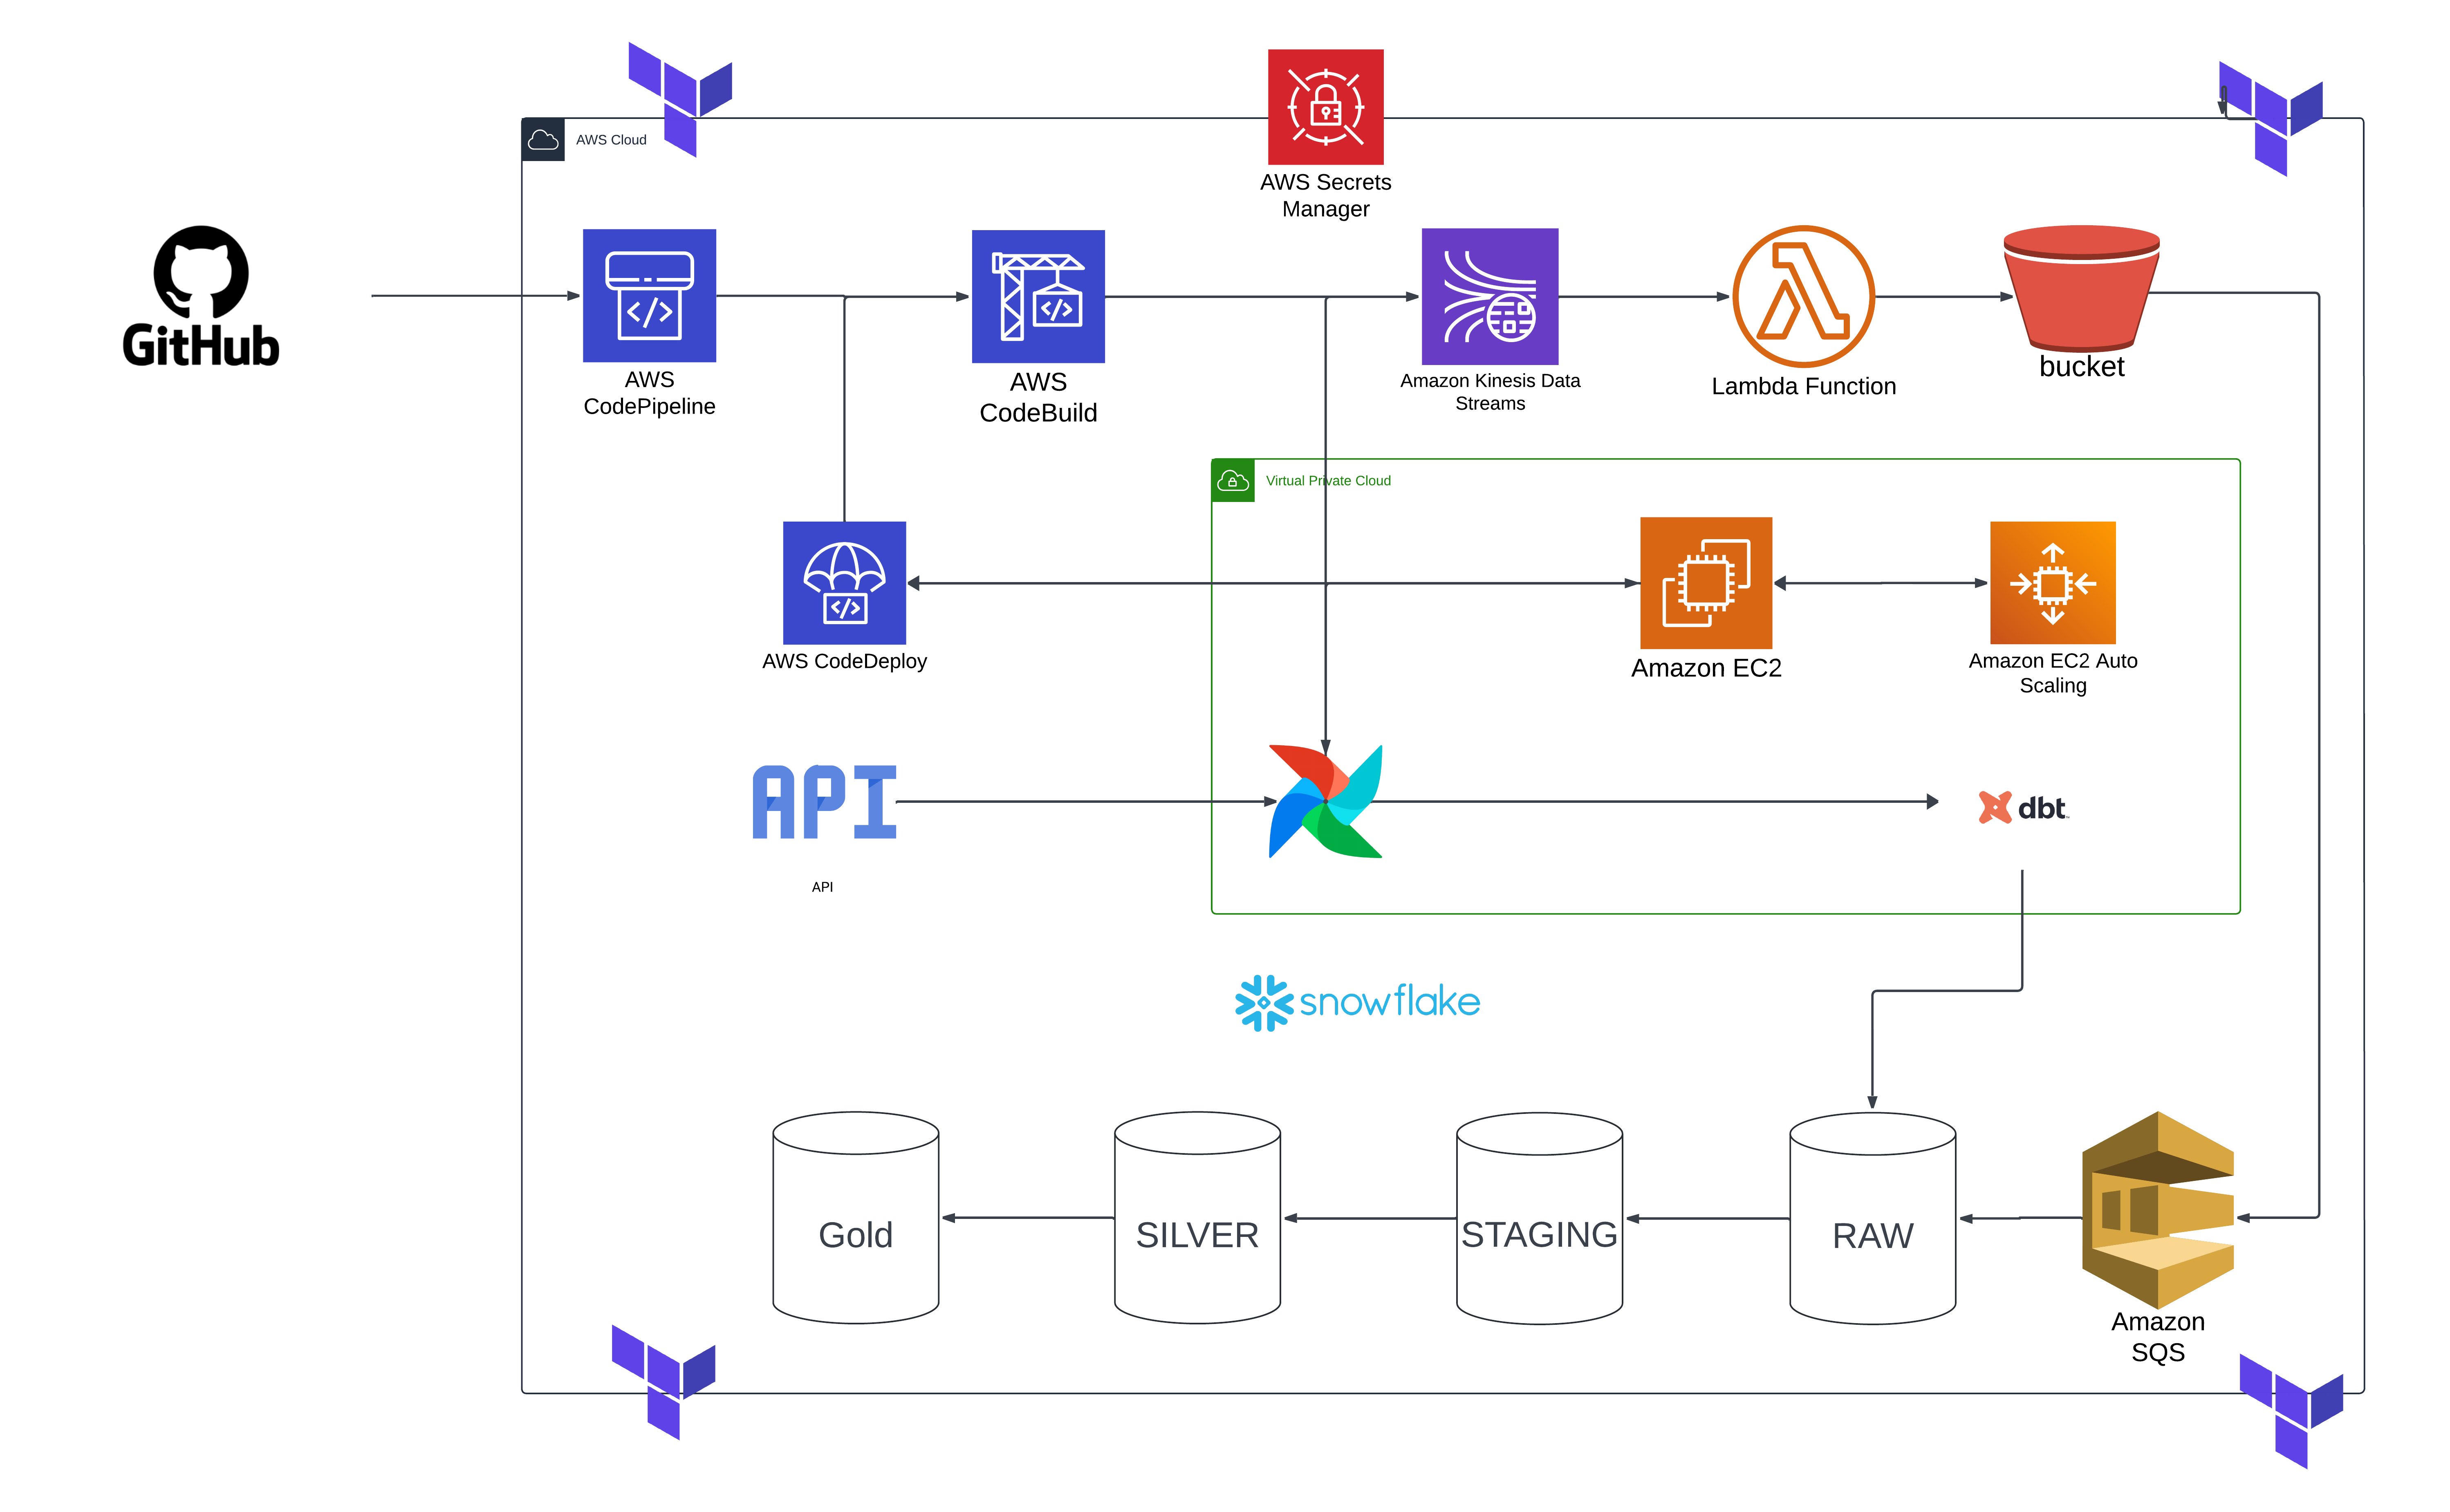 AWS Cloud
AWS Secrets
Manager
GitHub
AWS
CodePipeline
AWS
CodeBuild
Amazon Kinesis Data
Streams
Lambda Function
bucket
Virtual Private Cloud
AWS CodeDeploy
Amazon EC2
Amazon EC2 Auto
Scaling
API
API
dbt
snowflake
Gold
SILVER
STAGING
RAW
Amazon
SQS